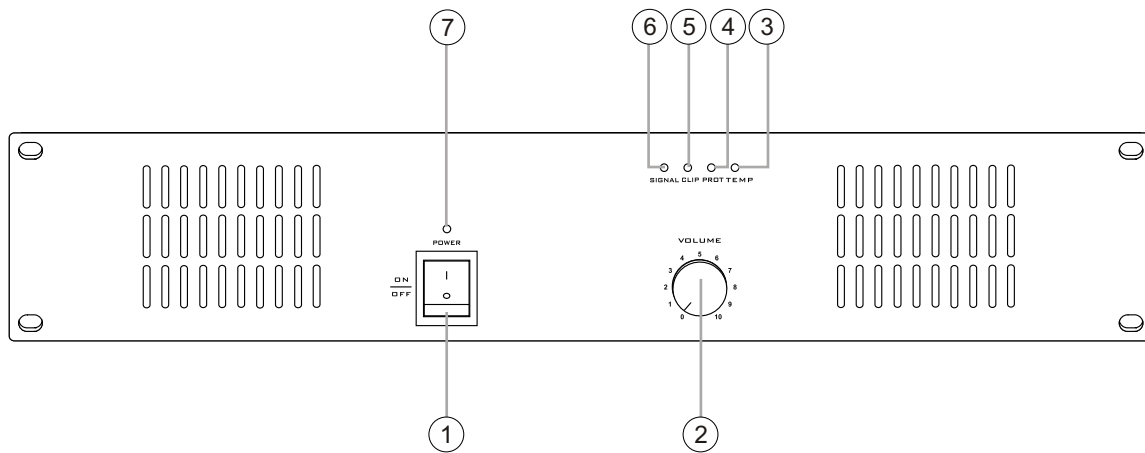 7 6 5 4 3
SIGNAL CLIP PROT TEMP
POWER
VOLUME
ON
OFF
I
O
0 1 2 3 4 5 6 7 8 9 10
1 2